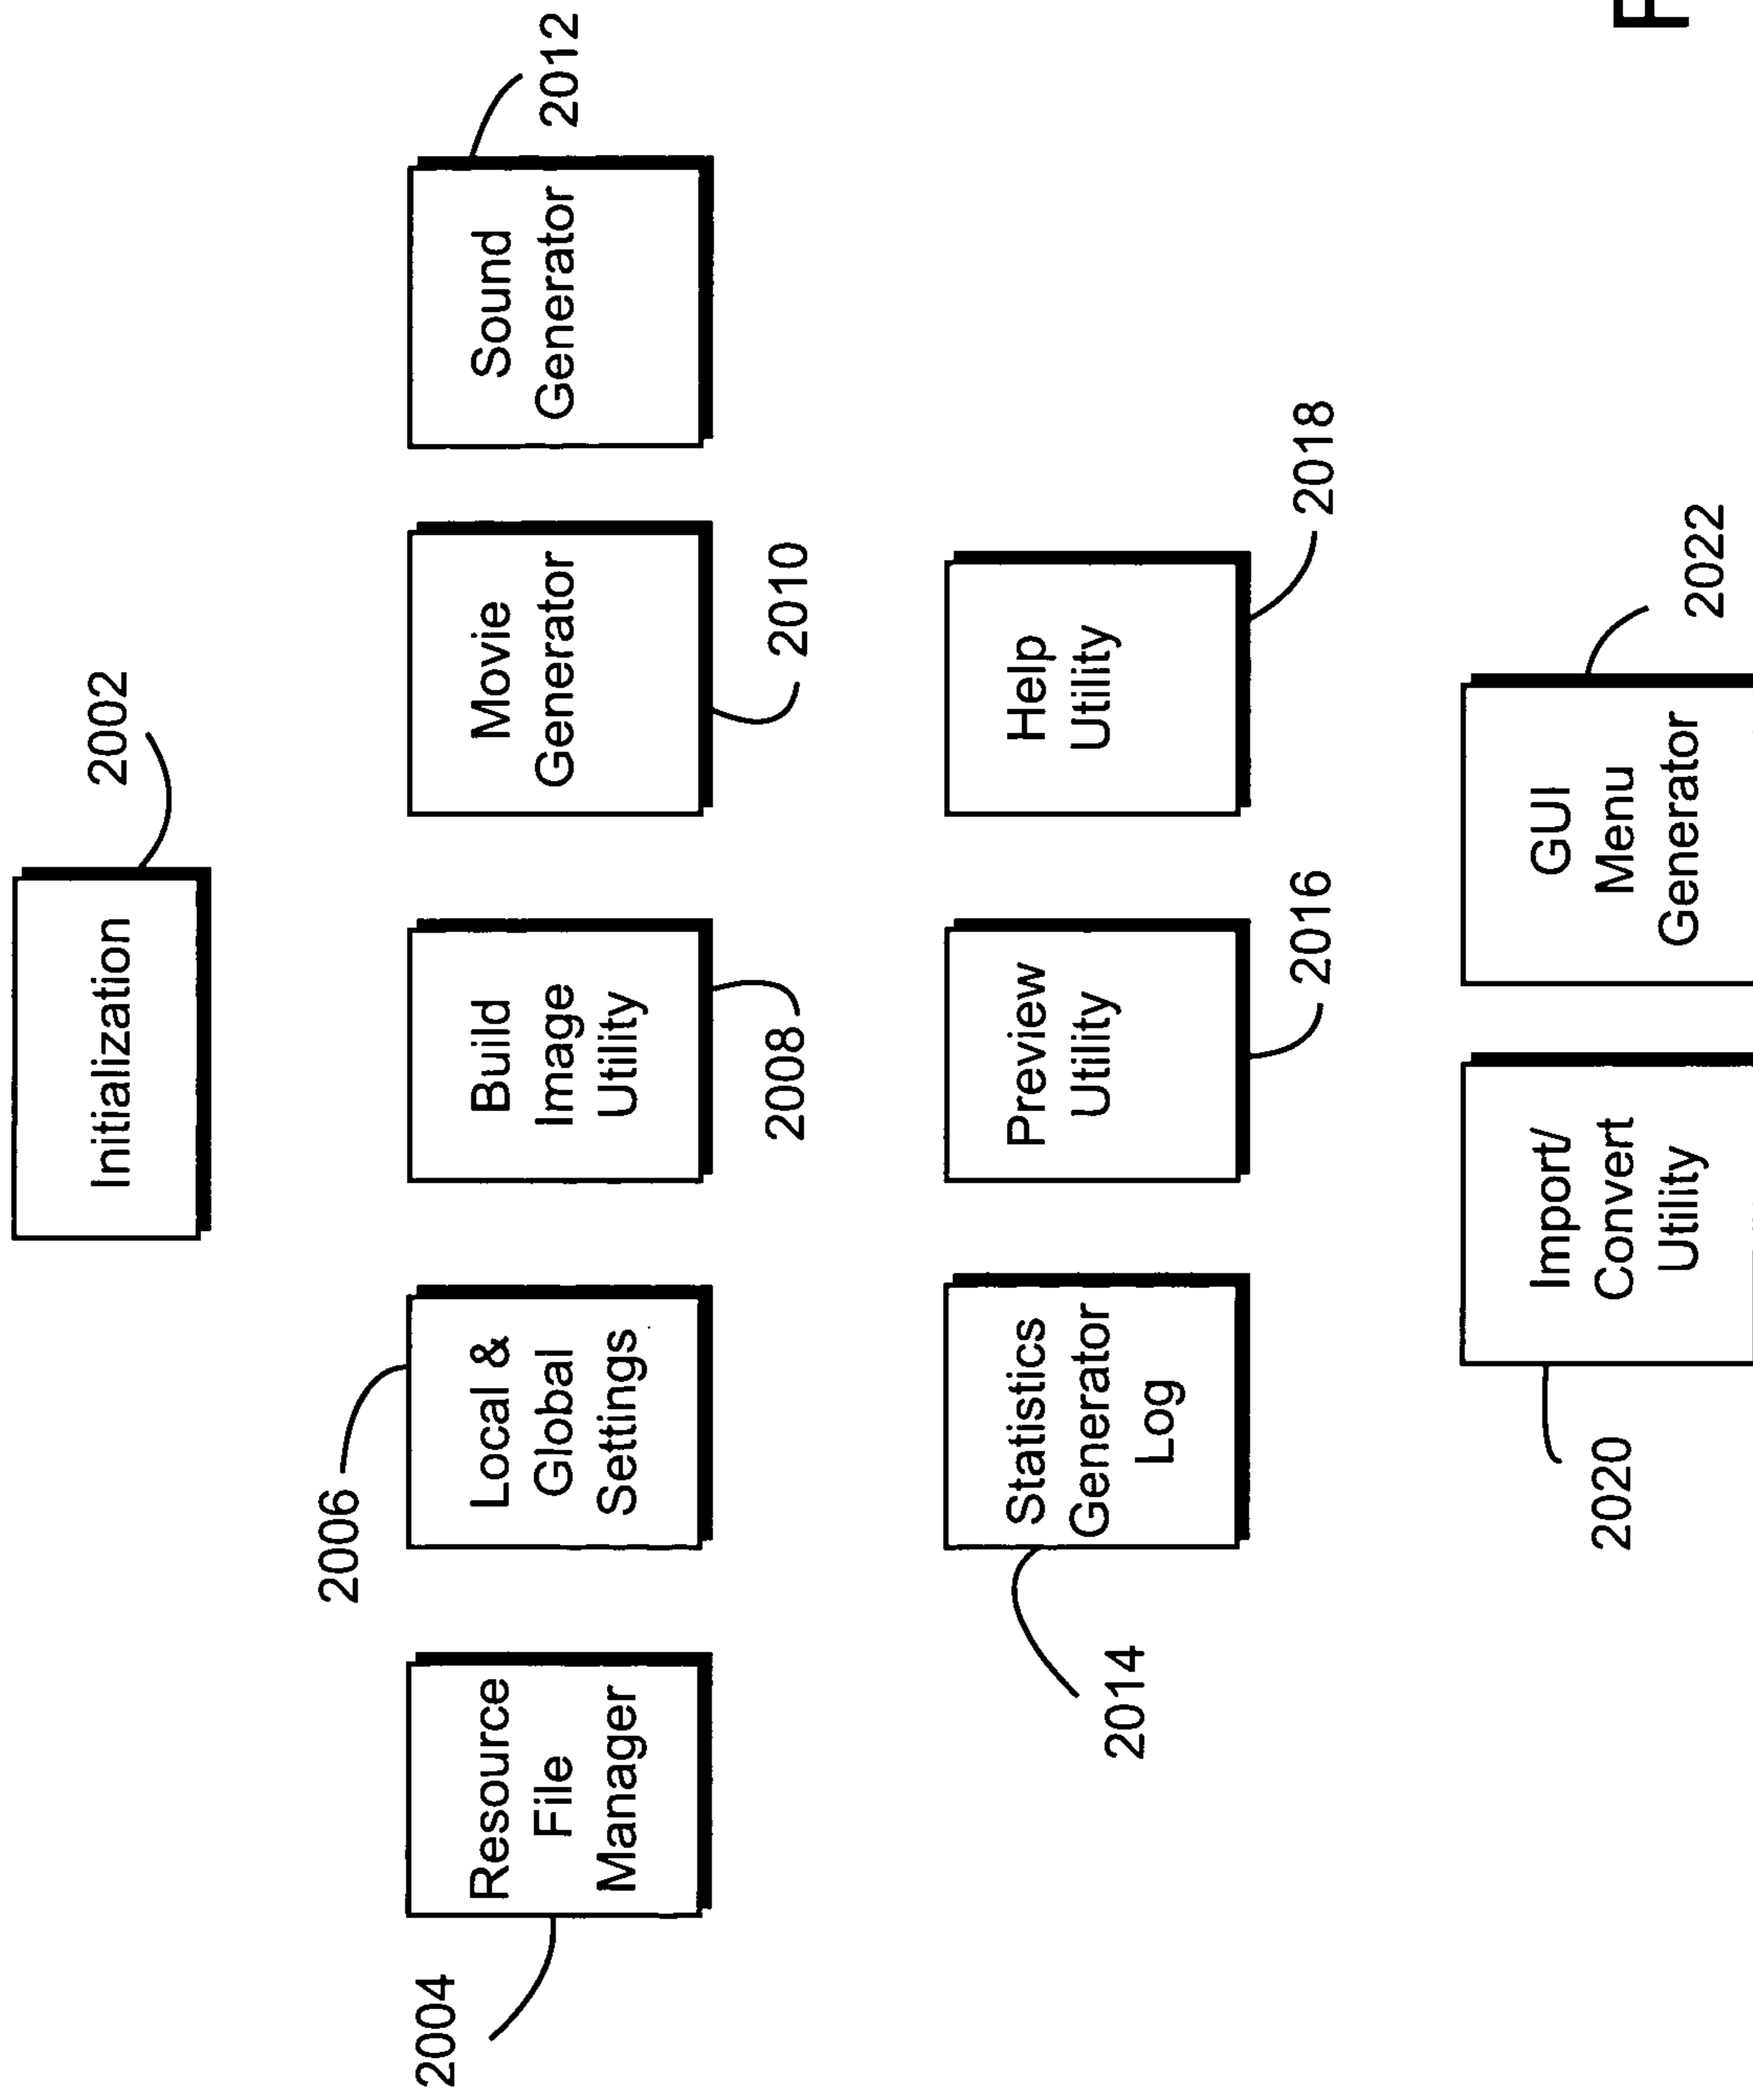 2002
Initialization
2006
2004
Resource
File
Manager
Local &
Global
Settings
Build
Image
Utility
Movie
Generator
Sound
Generator
2012
2008
2010
2014
Statistics
Generator
Log
Preview
Utility
Help
Utility
2016
2018
2020
Import/
Convert
Utility
GUI
Menu
Generator
2022
F